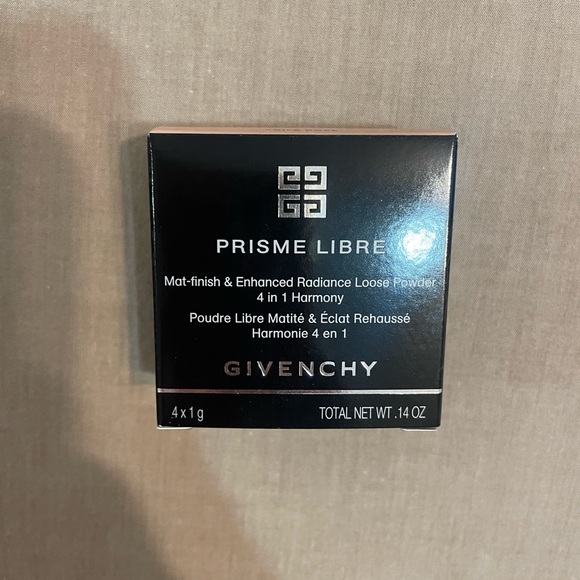 PRISME LIBRE
Mat-finish & Enhanced Radiance Loose Powder
4 in 1 Harmony
Poudre Libre Matité & Éclat Rehaussé
Harmonie 4 en 1
GIVENCHY
4 x 1 g TOTAL NET WT .14 OZ